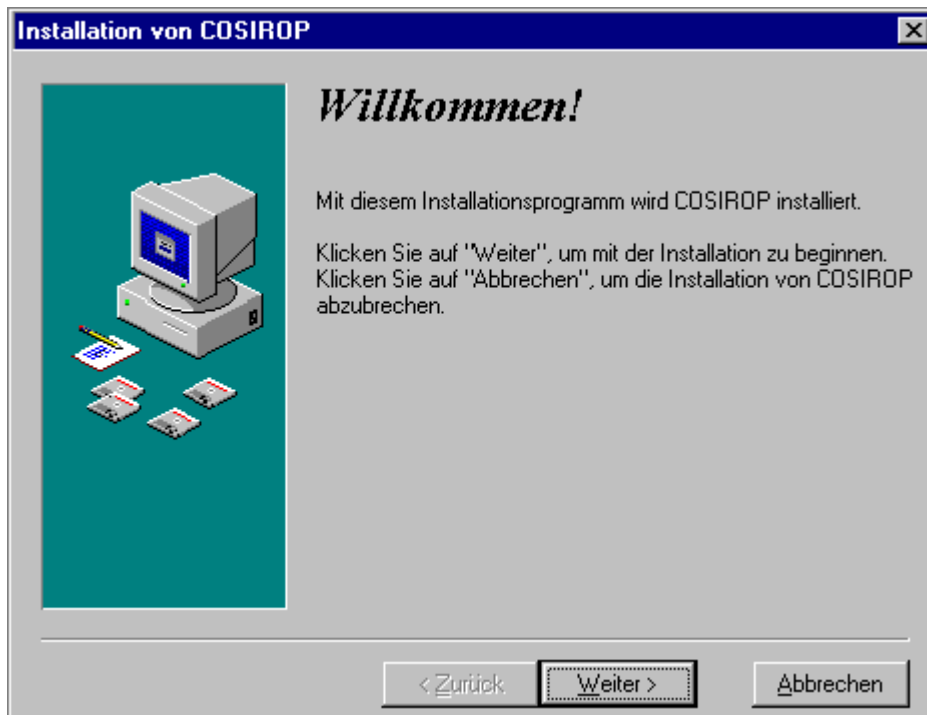 Installation von COSIROP
Willkommen!
Mit diesem Installationsprogramm wird COSIROP installiert.
Klicken Sie auf "Weiter", um mit der Installation zu beginnen.
Klicken Sie auf "Abbrechen", um die Installation von COSIROP
abzubrechen.
< Zurück
Weiter >
Abbrechen